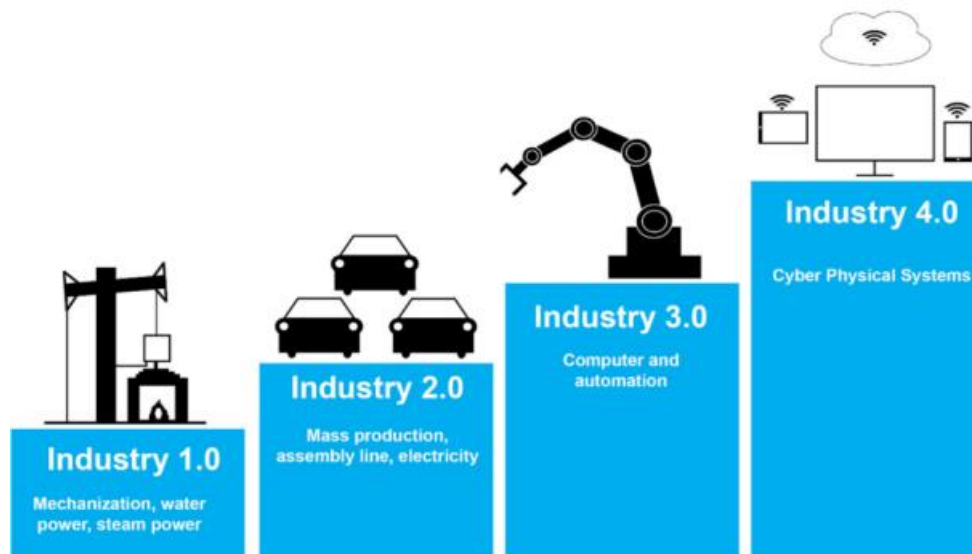 Industry 1.0
Mechanization, water
power, steam power
Industry 2.0
Mass production,
assembly line, electricity
Industry 3.0
Computer and
automation
Industry 4.0
Cyber Physical Systems